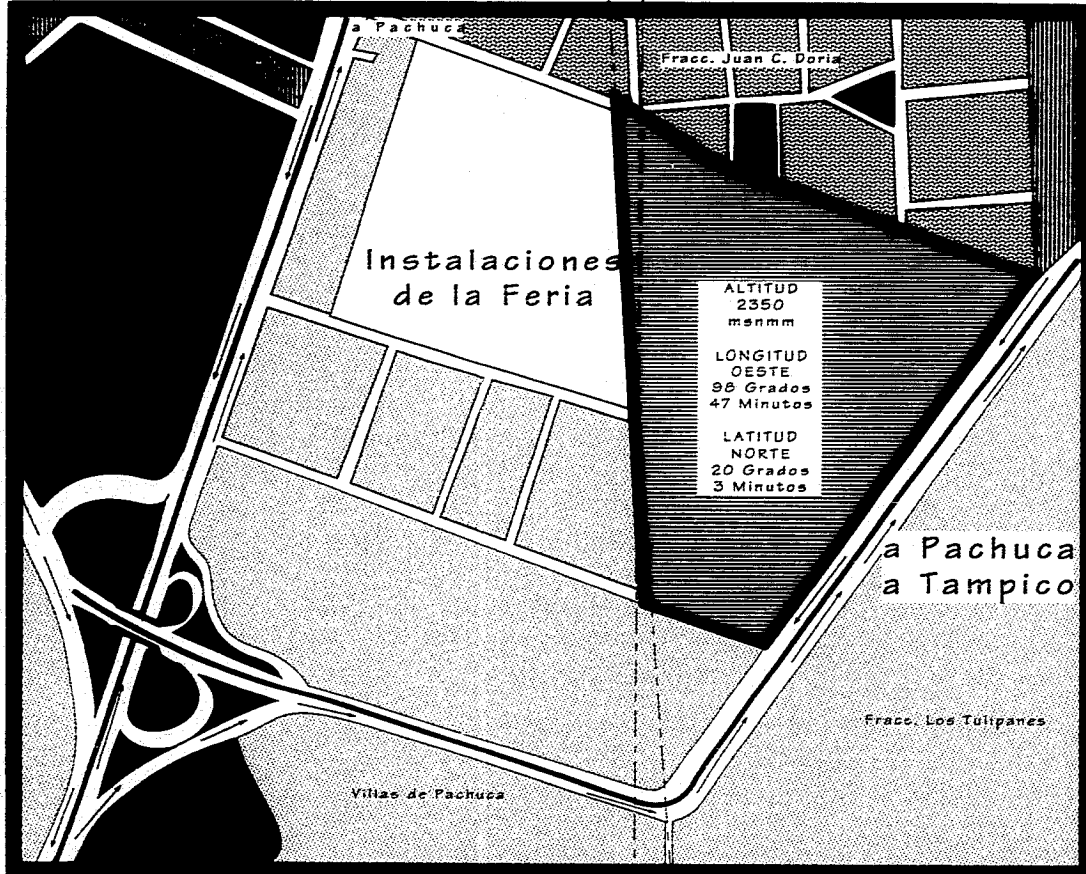 a Pachuca
Fracc. Juan C. Doria
Instalaciones
de la Feria
ALTITUD
2350
msnmm
LONGITUD
OESTE
98 Grados
47 Minutos
LATITUD
NORTE
20 Grados
3 Minutos
a Pachuca
a Tampico
Fracc. Los Tulipanes
Villas de Pachuca